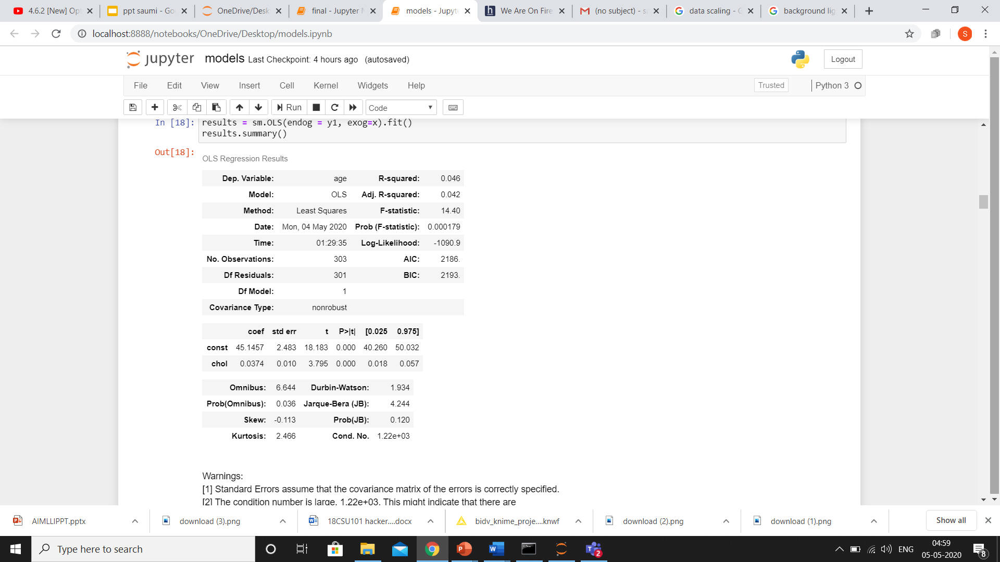 4.6.2 [New] Opt
ppt saumi - Go
OneDrive/Desk
final - Jupyter N
models - Jupyt
We Are On Fire
(no subject) - s
data scaling - G
background lig
localhost:8888/notebooks/OneDrive/Desktop/models.ipynb
S
jupyter models Last Checkpoint: 4 hours ago (autosaved)
Logout
File Edit View Insert Cell Kernel Widgets Help
Trusted
Python 3
Run
Code
In [18]: results = sm.OLS(endog = y1, exog=x).fit()
results.summary()
Out[18]:
OLS Regression Results
Dep. Variable: age R-squared: 0.046
Model: OLS Adj. R-squared: 0.042
Method: Least Squares F-statistic: 14.40
Date: Mon, 04 May 2020 Prob (F-statistic): 0.000179
Time: 01:29:35 Log-Likelihood: -1090.9
No. Observations: 303 AIC: 2186.
Df Residuals: 301 BIC: 2193.
Df Model: 1
Covariance Type: nonrobust
coef std err t P>|t| [0.025 0.975]
const 45.1457 2.483 18.183 0.000 40.260 50.032
chol 0.0374 0.010 3.795 0.000 0.018 0.057
Omnibus: 6.644 Durbin-Watson: 1.934
Prob(Omnibus): 0.036 Jarque-Bera (JB): 4.244
Skew: -0.113 Prob(JB): 0.120
Kurtosis: 2.466 Cond. No. 1.22e+03
Warnings:
[1] Standard Errors assume that the covariance matrix of the errors is correctly specified.
[2] The condition number is large, 1.22e+03. This might indicate that there are
AIMLLIPPT.pptx
download (3).png
18CSU101 hacker....docx
bidv_knime_proje....knwf
download (2).png
download (1).png
Show all
Type here to search
2
ENG
04:59
05-05-2020
8